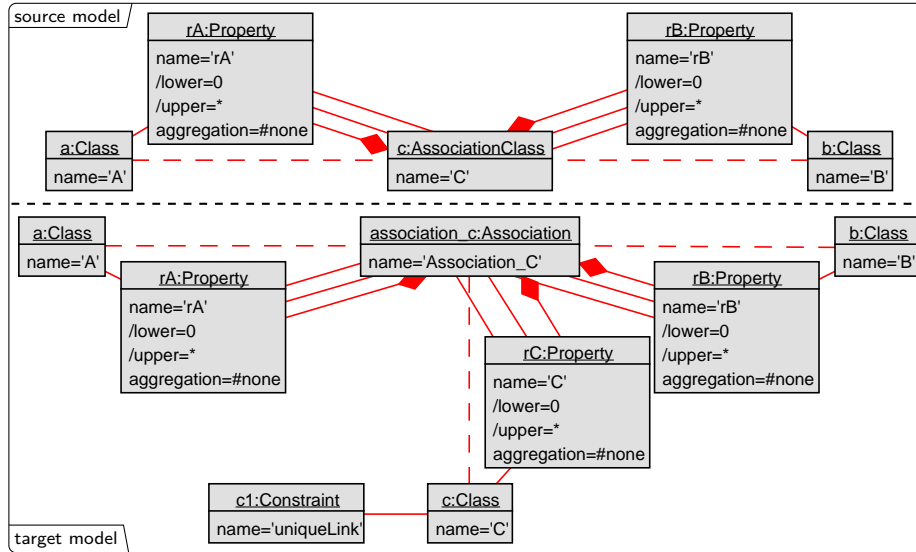 source model
rA:Property
name='rA'
/lower=0
/upper=*
aggregation=#none
rB:Property
name='rB'
/lower=0
/upper=*
aggregation=#none
a:Class
name='A'
c:AssociationClass
name='C'
b:Class
name='B'
a:Class
name='A'
association_c:Association
name='Association_C'
b:Class
name='B'
rA:Property
name='rA'
/lower=0
/upper=*
aggregation=#none
rB:Property
name='rB'
/lower=0
/upper=*
aggregation=#none
rC:Property
name='C'
/lower=0
/upper=*
aggregation=#none
c1:Constraint
name='uniqueLink'
c:Class
name='C'
target model